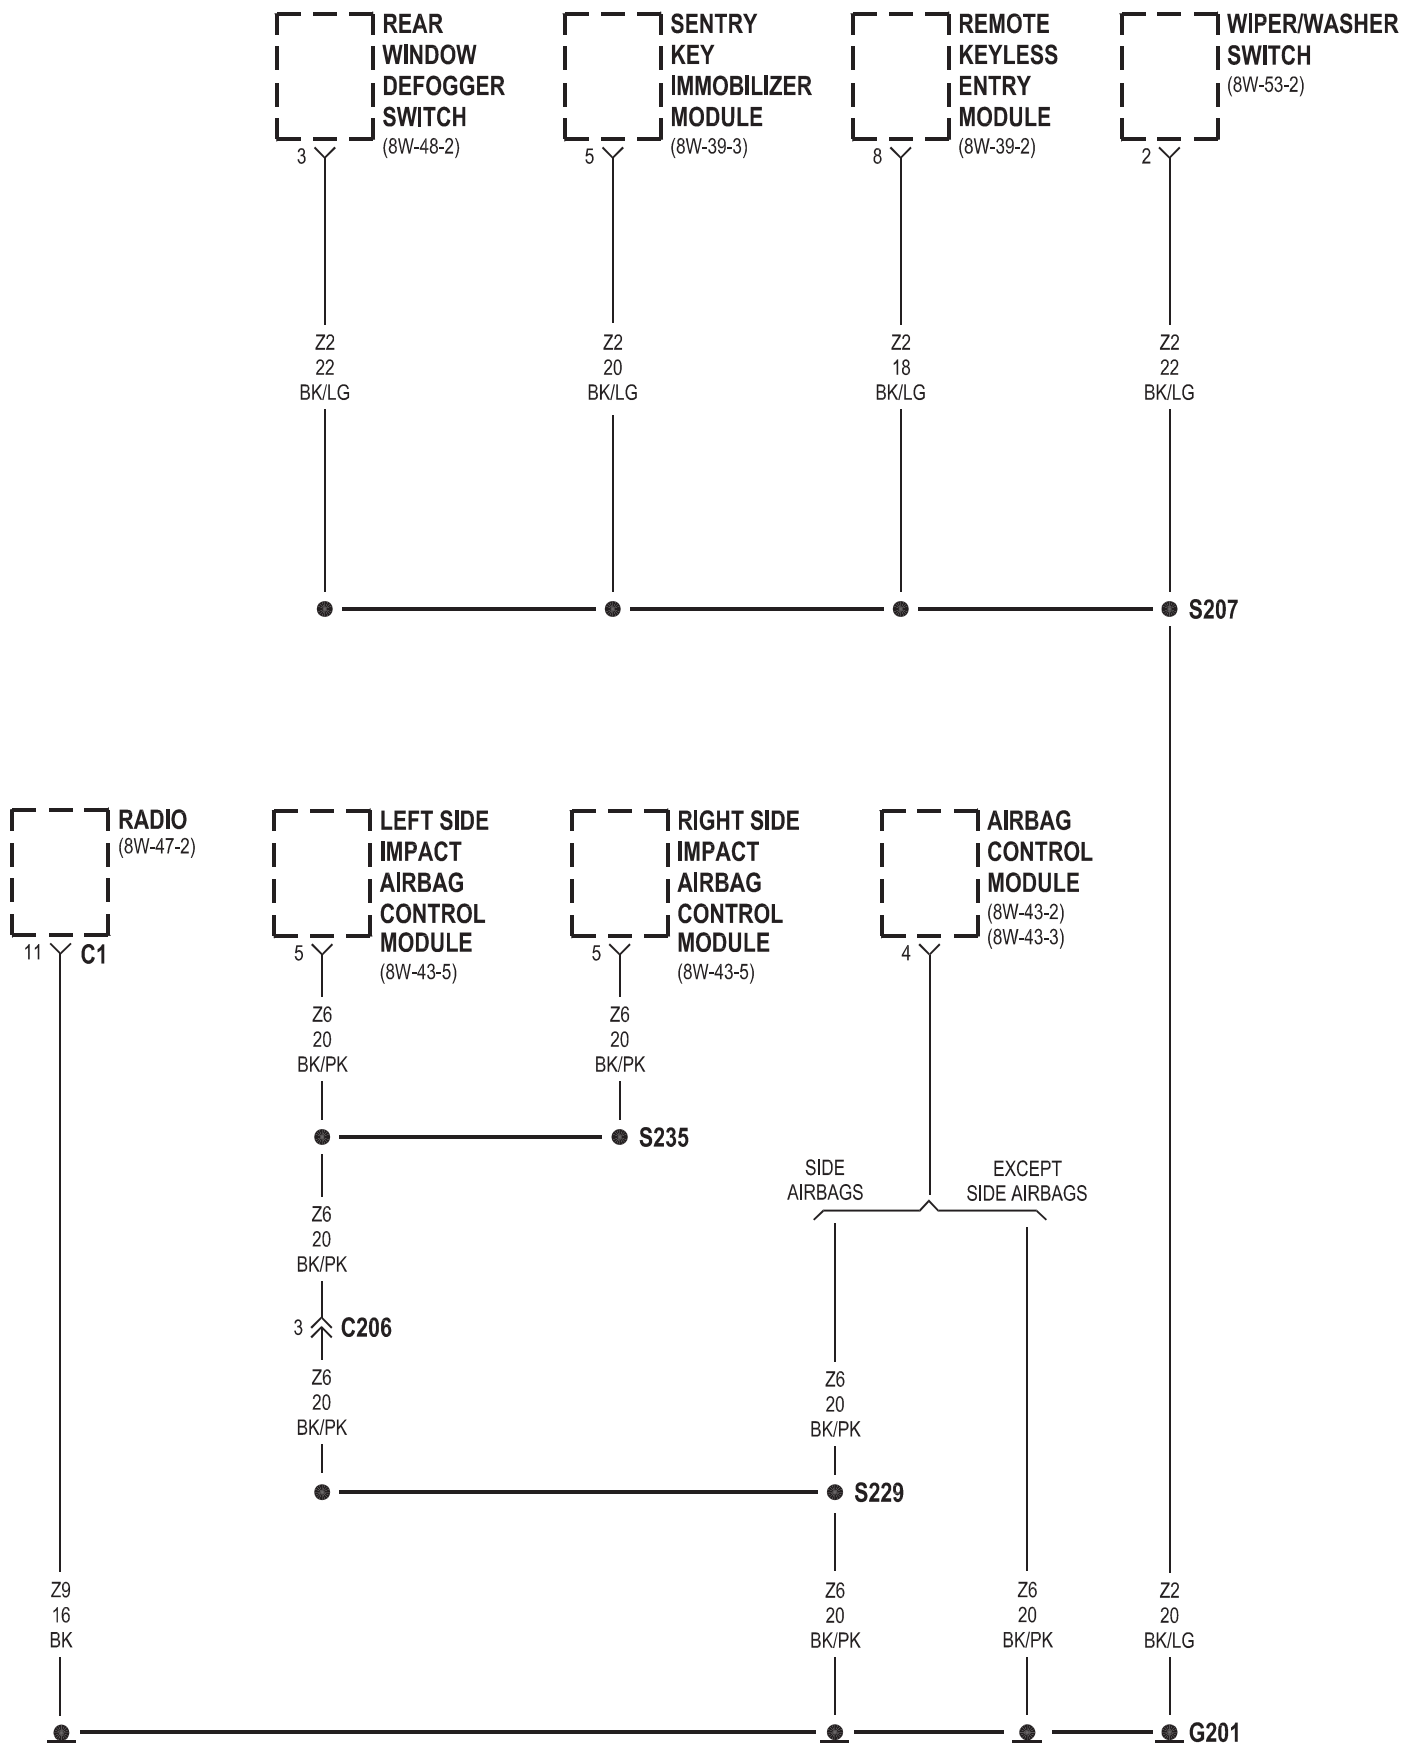 REAR
WINDOW
DEFOGGER
SWITCH
(8W-48-2)
3
SENTRY
KEY
IMMOBILIZER
MODULE
(8W-39-3)
5
REMOTE
KEYLESS
ENTRY
MODULE
(8W-39-2)
8
WIPER/WASHER
SWITCH
(8W-53-2)
2
Z2
22
BK/LG
Z2
20
BK/LG
Z2
18
BK/LG
Z2
22
BK/LG
S207
RADIO
(8W-47-2)
11
C1
LEFT SIDE
IMPACT
AIRBAG
CONTROL
MODULE
(8W-43-5)
5
RIGHT SIDE
IMPACT
AIRBAG
CONTROL
MODULE
(8W-43-5)
5
AIRBAG
CONTROL
MODULE
(8W-43-2)
(8W-43-3)
4
Z6
20
BK/PK
Z6
20
BK/PK
S235
SIDE
AIRBAGS
EXCEPT
SIDE AIRBAGS
Z6
20
BK/PK
3
C206
Z6
20
BK/PK
Z6
20
BK/PK
S229
Z9
16
BK
Z6
20
BK/PK
Z6
20
BK/PK
Z2
20
BK/LG
G201